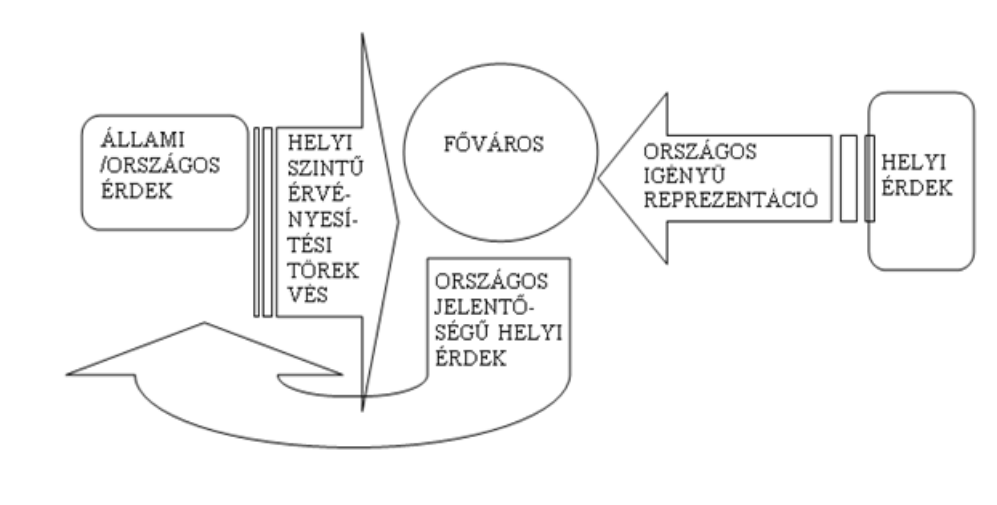 ÁLLAMI
/ORSZÁGOS
ÉRDEK
HELYI
SZINTŰ
ÉRVÉ-
NYESÍ-
TÉSI
TÖREK
VÉS
FŐVÁROS
ORSZÁGOS
IGÉNYŰ
REPREZENTÁCIÓ
HELYI
ÉRDEK
ORSZÁGOS
JELENTŐ-
SÉGŰ HELYI
ÉRDEK